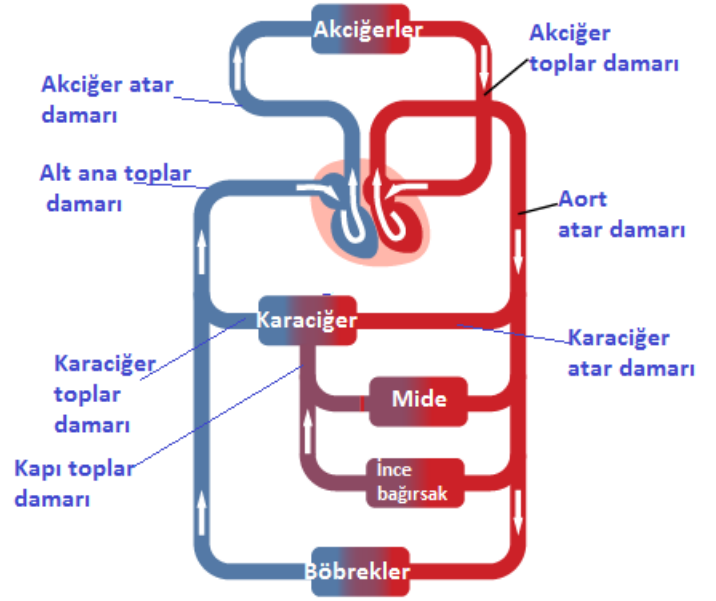 Akciğerler
Akciğer
toplar damarı
Akciğer atar
damarı
Alt ana toplar
damarı
Aort
atar damarı
Karaciğer
Karaciğer
atar damarı
Karaciğer
toplar
damarı
Mide
Kapı toplar
damarı
İnce
bağırsak
Böbrekler